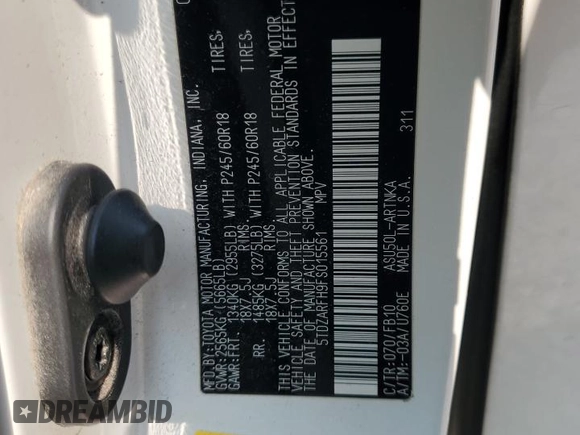 MFD.BY:TOYOTA MOTOR MANUFACTURING, INDIANA, INC.
GVWR:2565KG (5665LB)
GAWR:FRT. 1340KG (2955LB) WITH P245/60R18 TIRES,
18X7.5J RIMS
RR. 1485KG (3275LB) WITH P245/60R18 TIRES,
18X7.5J RIMS
THIS VEHICLE CONFORMS TO ALL APPLICABLE FEDERAL MOTOR
VEHICLE SAFETY AND THEFT PREVENTION STANDARDS IN EFFECT
ON THE DATE OF MANUFACTURE SHOWN ABOVE.
5TDZARFH9FS015561 MPV
311
C/TR:070/FB10 ASU50L-ARTNKA
A/TM:-03A/U760E MADE IN U.S.A.
DREAMBID